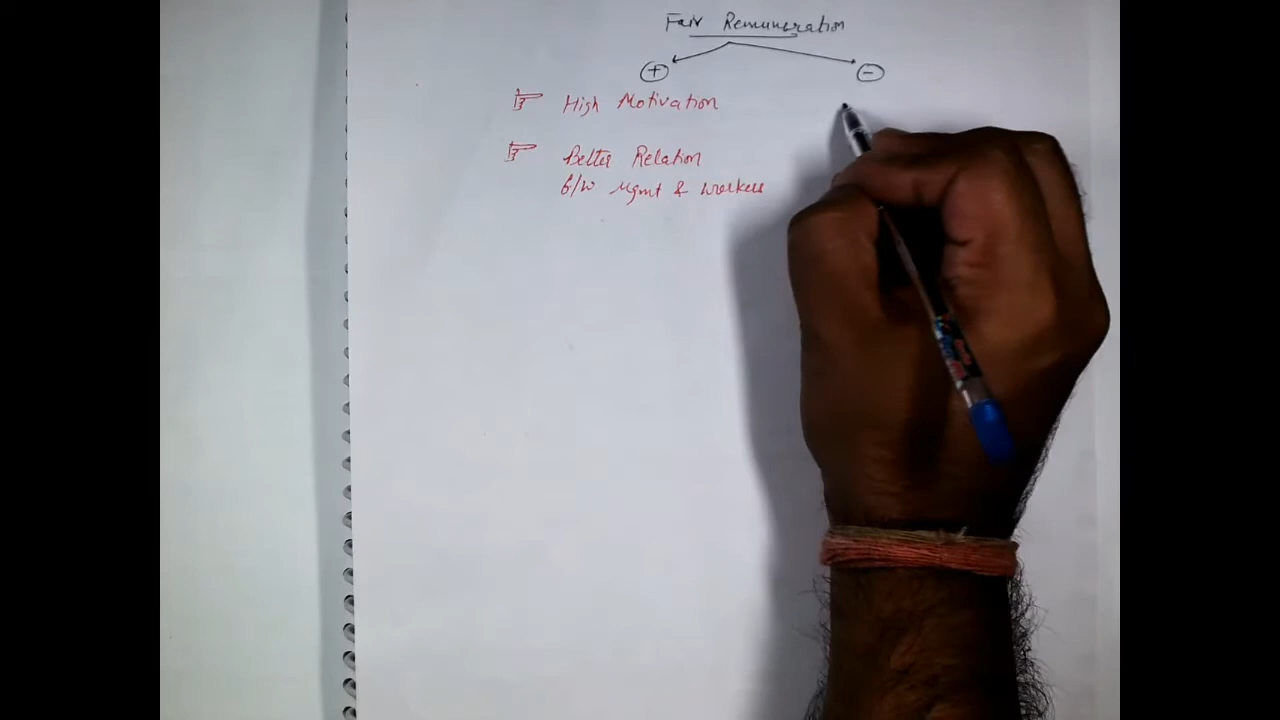 Fair Remuneration
+ -
High Motivation
Better Relation
b/w Mgmt & Workers